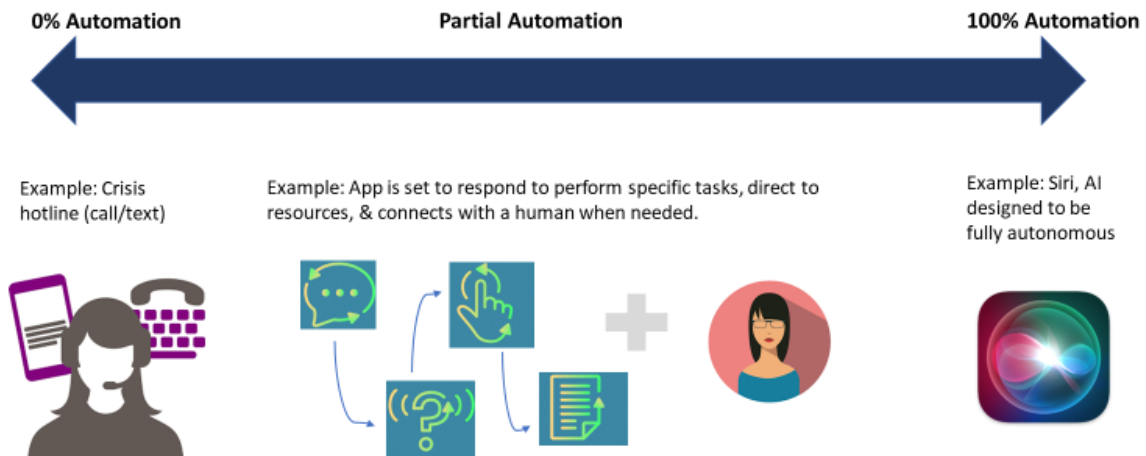 0% Automation
Partial Automation
100% Automation
Example: Crisis
hotline (call/text)
Example: App is set to respond to perform specific tasks, direct to
resources, & connects with a human when needed.
Example: Siri, AI
designed to be
fully autonomous